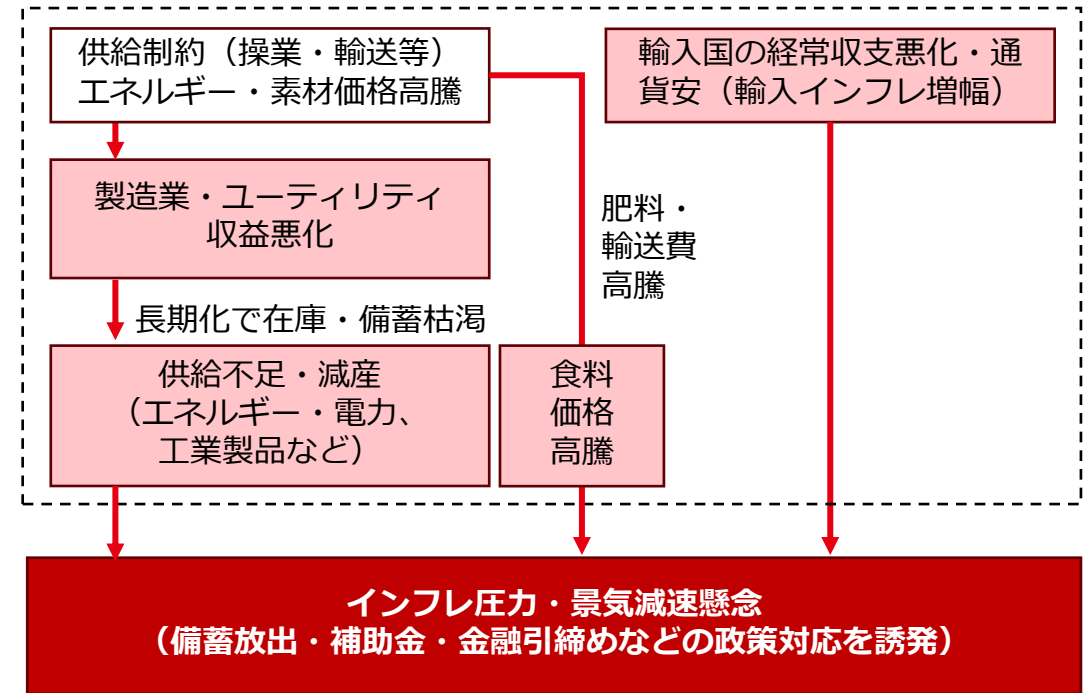 供給制約（操業・輸送等）
エネルギー・素材価格高騰
輸入国の経常収支悪化・通
貨安（輸入インフレ増幅）
製造業・ユーティリティ
収益悪化
肥料・
輸送費
高騰
長期化で在庫・備蓄枯渇
供給不足・減産
（エネルギー・電力、
工業製品など）
食料
価格
高騰
インフレ圧力・景気減速懸念
（備蓄放出・補助金・金融引締めなどの政策対応を誘発）